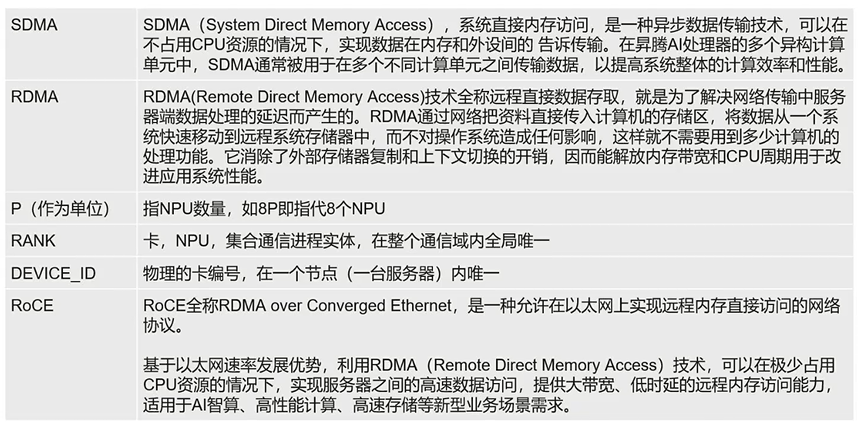 SDMA
SDMA（System Direct Memory Access），系统直接内存访问，是一种异步数据传输技术，可以在
不占用CPU资源的情况下，实现数据在内存和外设间的 告诉传输。在昇腾AI处理器的多个异构计算
单元中，SDMA通常被用于在多个不同计算单元之间传输数据，以提高系统整体的计算效率和性能。
RDMA
RDMA(Remote Direct Memory Access)技术全称远程直接数据存取，就是为了解决网络传输中服务
器端数据处理的延迟而产生的。RDMA通过网络把资料直接传入计算机的存储区，将数据从一个系
统快速移动到远程系统存储器中，而不对操作系统造成任何影响，这样就不需要用到多少计算机的
处理功能。它消除了外部存储器复制和上下文切换的开销，因而能解放内存带宽和CPU周期用于改
进应用系统性能。
P（作为单位）
指NPU数量，如8P即指代8个NPU
RANK
卡，NPU，集合通信进程实体，在整个通信域内全局唯一
DEVICE_ID
物理的卡编号，在一个节点（一台服务器）内唯一
RoCE
RoCE全称RDMA over Converged Ethernet，是一种允许在以太网上实现远程内存直接访问的网络
协议。
基于以太网速率发展优势，利用RDMA（Remote Direct Memory Access）技术，可以在极少占用
CPU资源的情况下，实现服务器之间的高速数据访问，提供大带宽、低时延的远程内存访问能力，
适用于AI智算、高性能计算、高速存储等新型业务场景需求。